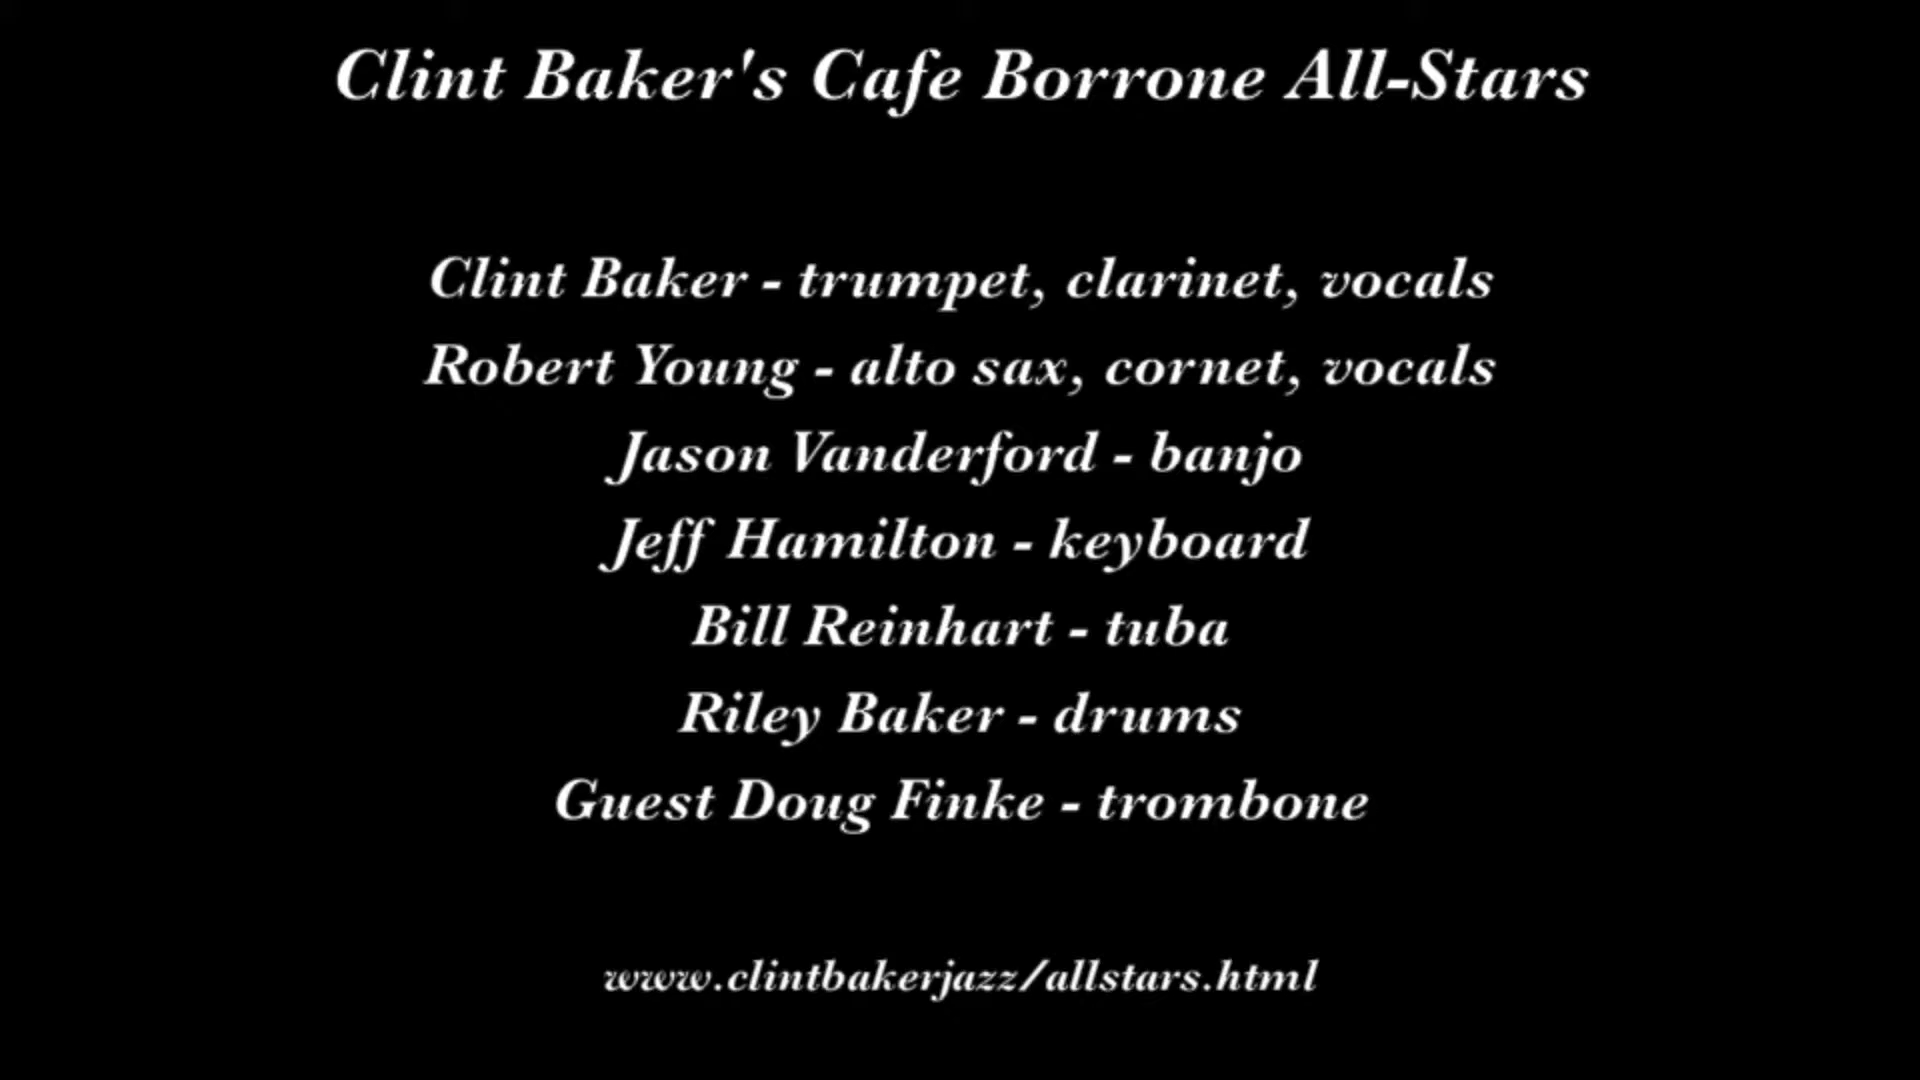 Clint Baker's Cafe Borrone All-Stars
Clint Baker - trumpet, clarinet, vocals
Robert Young - alto sax, cornet, vocals
Jason Vanderford - banjo
Jeff Hamilton - keyboard
Bill Reinhart - tuba
Riley Baker - drums
Guest Doug Finke - trombone
www.clintbakerjazz/allstars.html